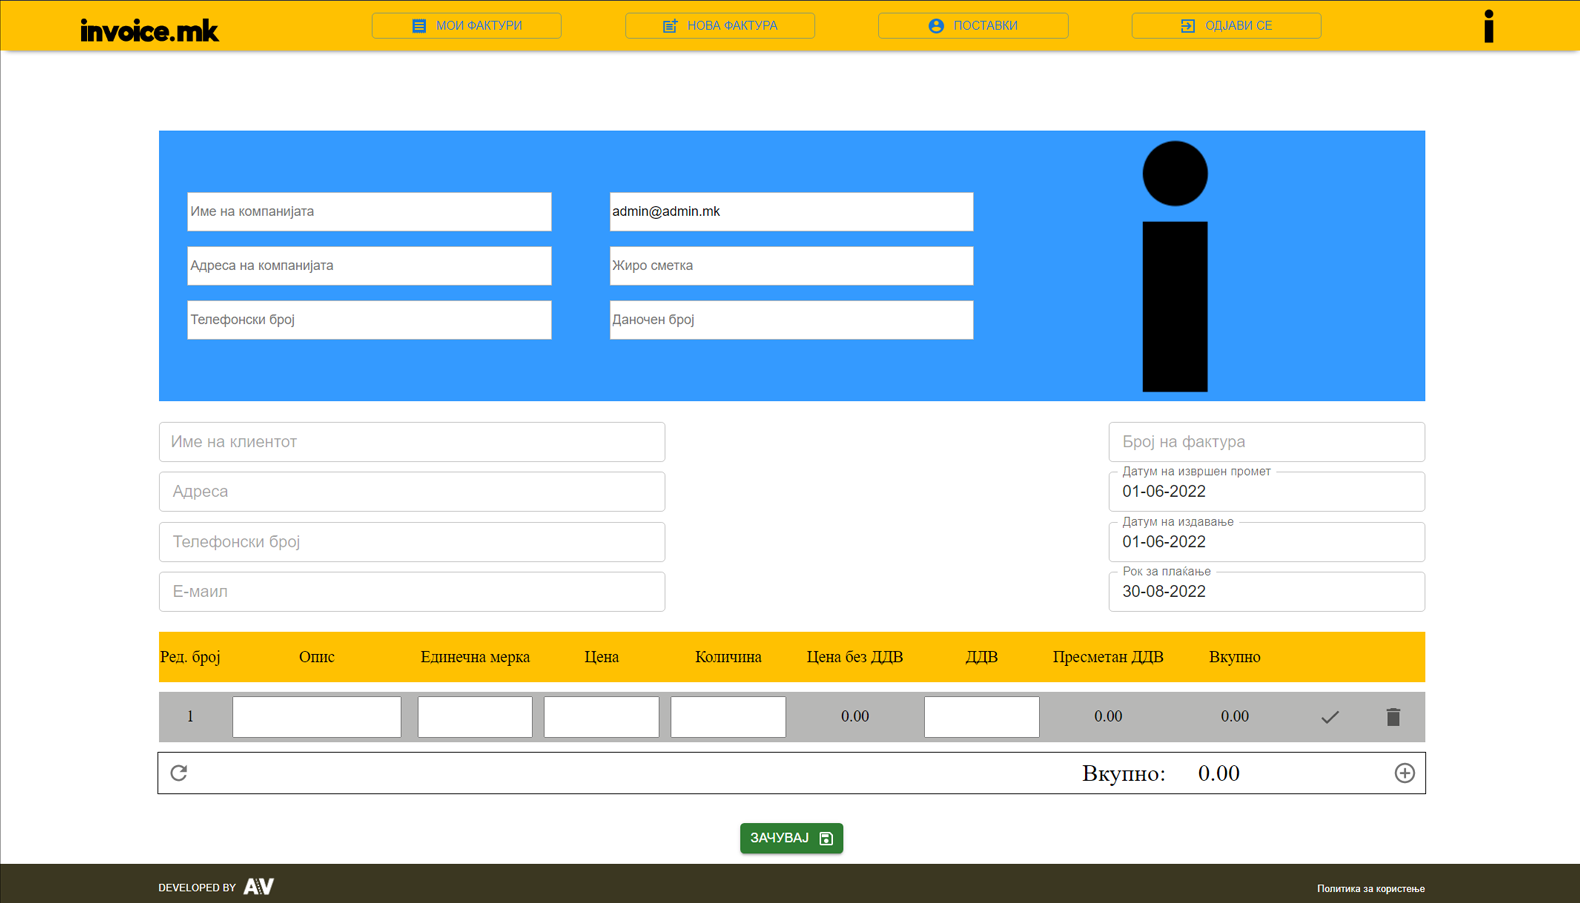 invoice.mk
МОИ ФАКТУРИ
НОВА ФАКТУРА
ПОСТАВКИ
ОДЈАВИ СЕ
Име на компанијата
admin@admin.mk
Адреса на компанијата
Жиро сметка
Телефонски број
Даночен број
Име на клиентот
Број на фактура
Датум на извршен промет
Адреса
01-06-2022
Датум на издавање
Телефонски број
01-06-2022
Рок за плаќање
Е-маил
30-08-2022
Ред. број Опис Единечна мерка Цена Количина Цена без ДДВ ДДВ Пресметан ДДВ Вкупно
1 0.00 0.00 0.00
Вкупно: 0.00
ЗАЧУВАЈ
DEVELOPED BY AV
Политика за користење